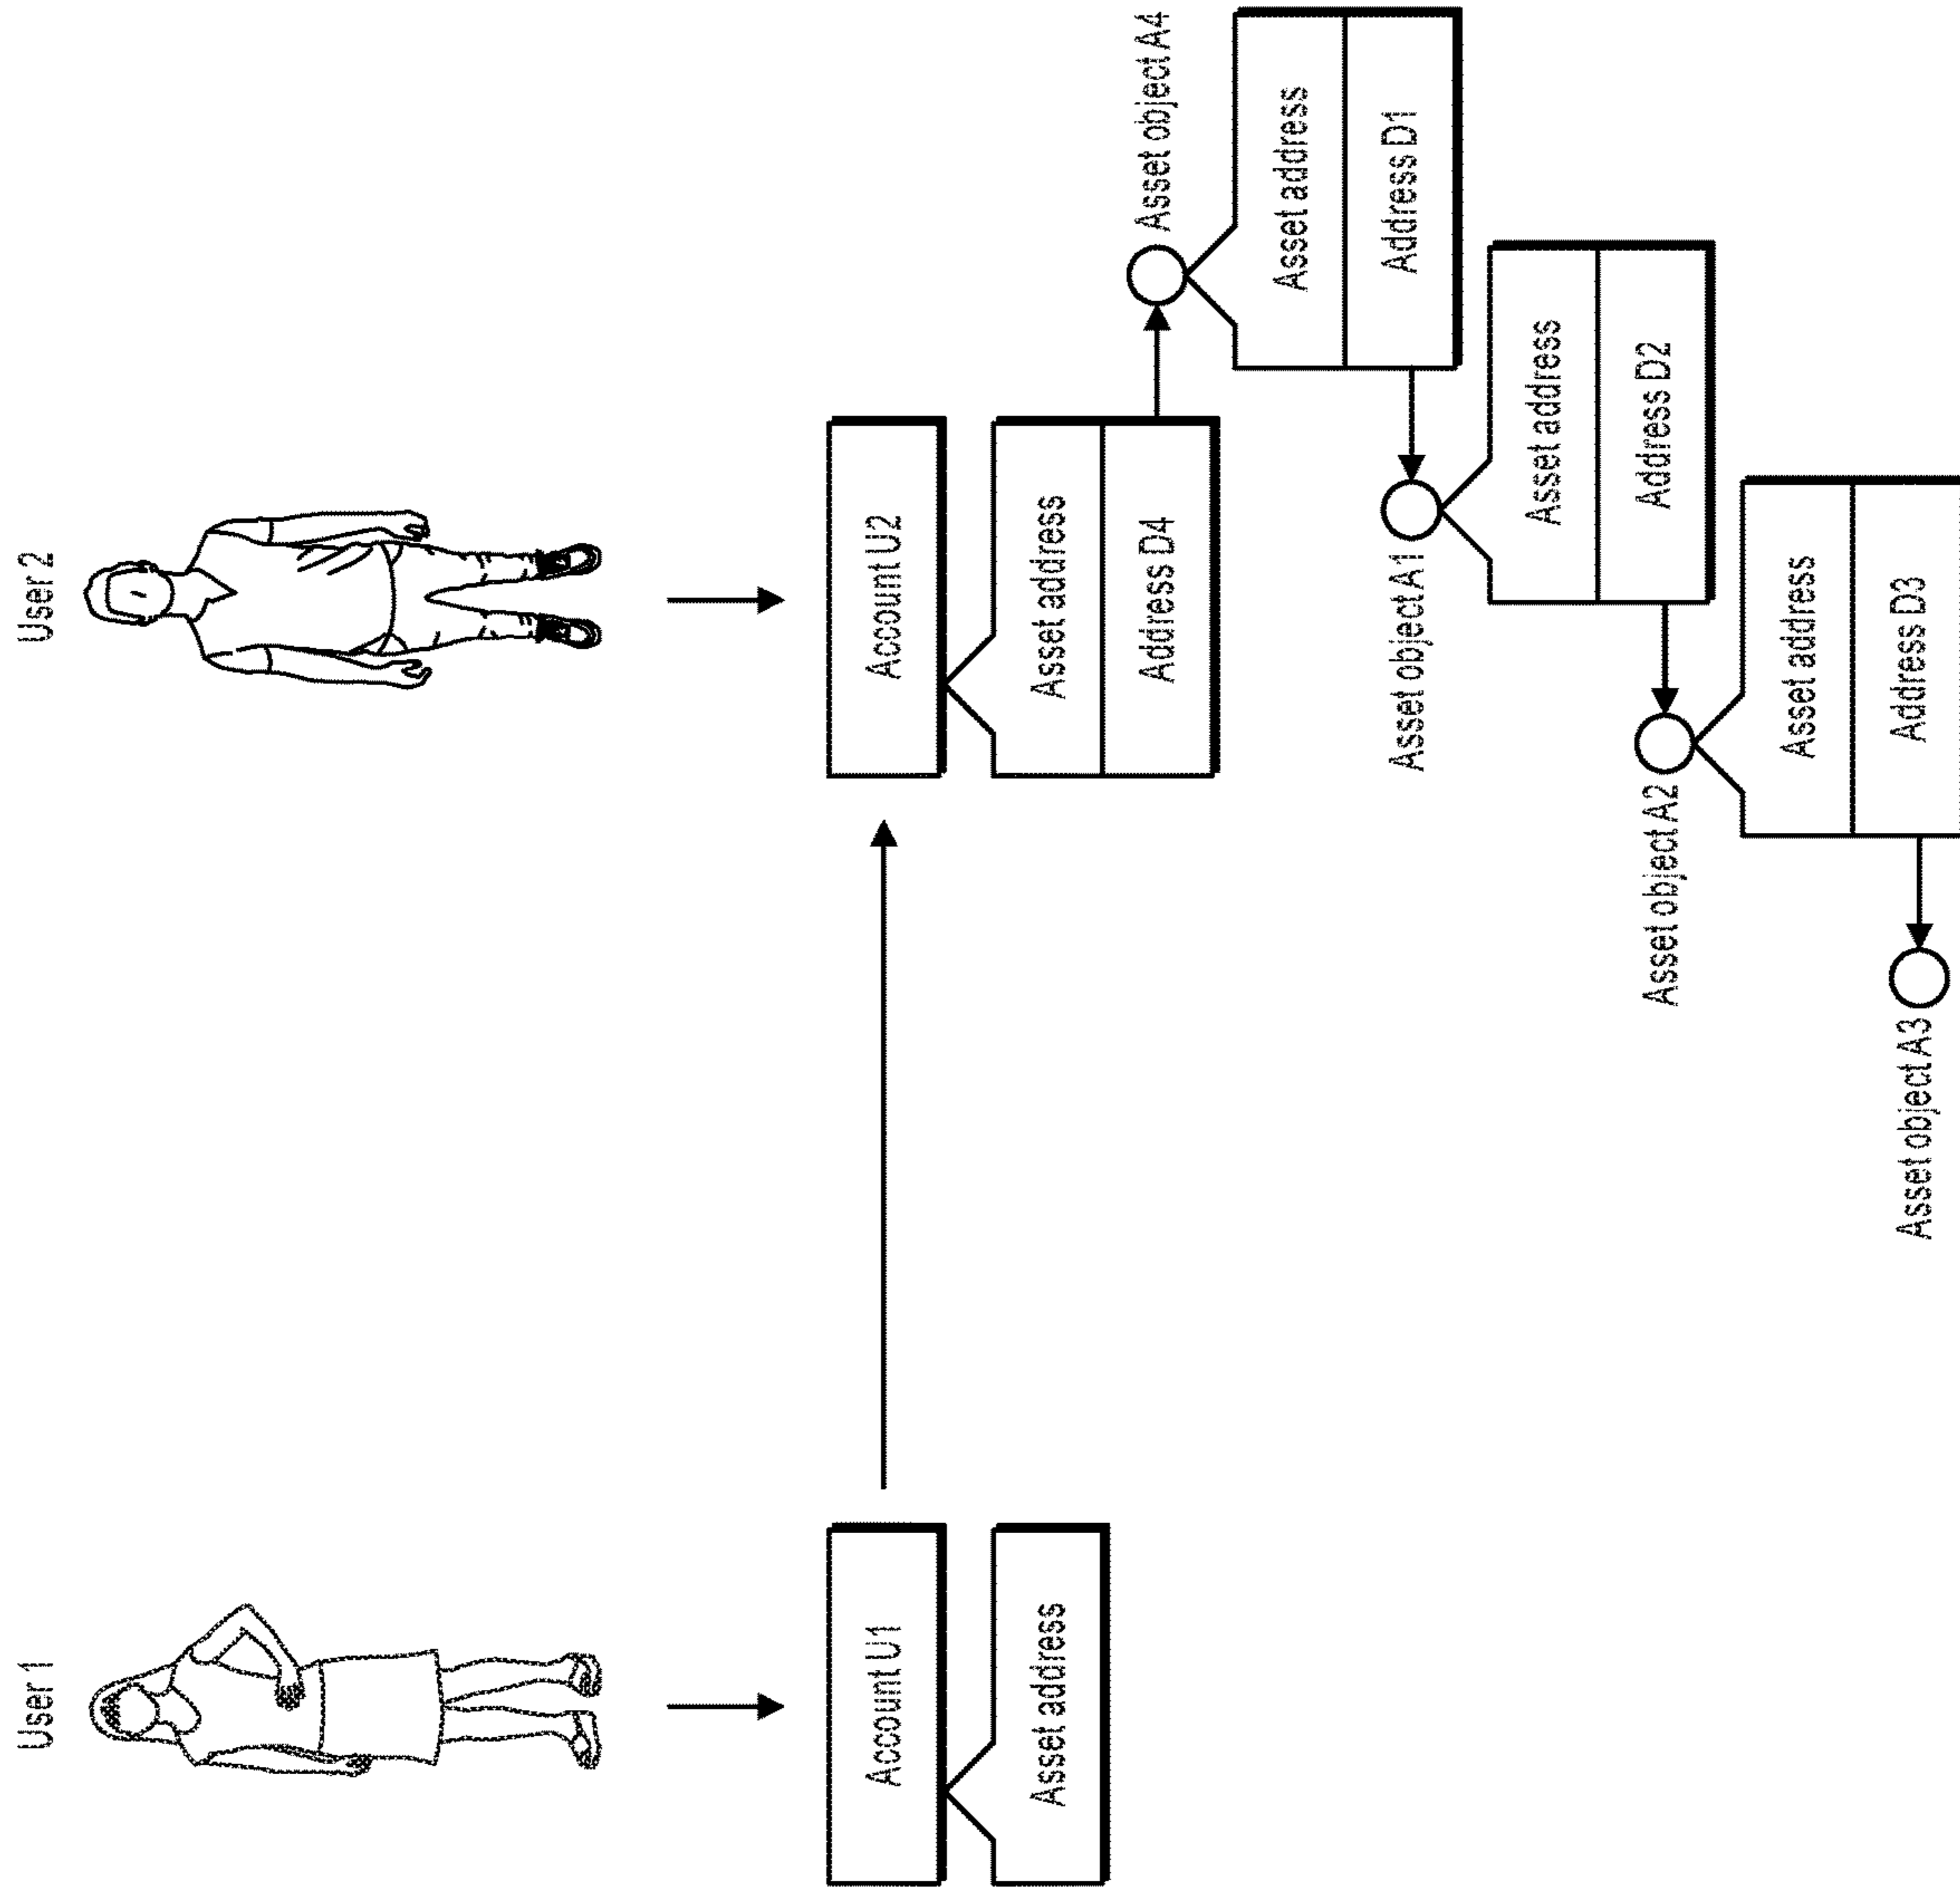 User 1
User 2
Account U1
Account U2
Asset address
Asset address
Address D4
Asset object A4
Asset address
Address D1
Asset object A1
Asset address
Address D2
Asset object A2
Asset address
Address D3
Asset object A3